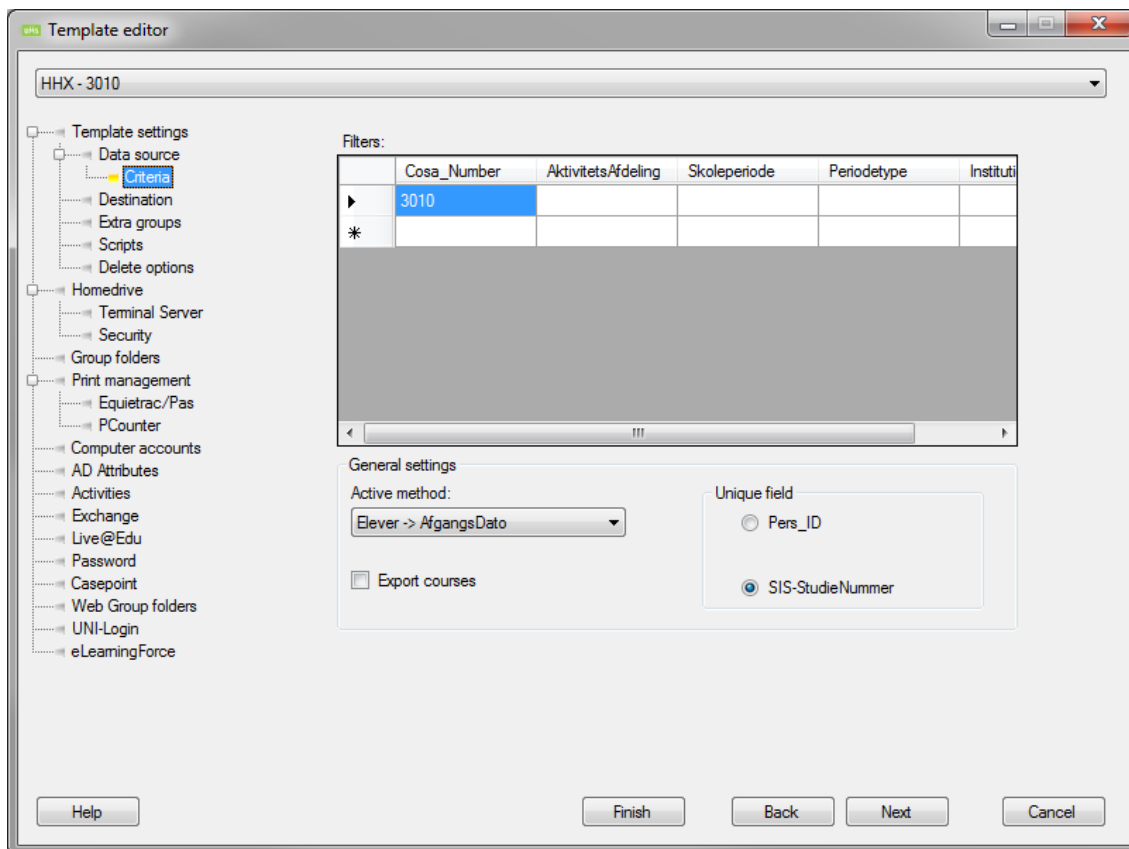 Template editor
HHX - 3010
Template settings
Data source
Criteria
Destination
Extra groups
Scripts
Delete options
Homedrive
Terminal Server
Security
Group folders
Print management
Equietrac/Pas
PCounter
Computer accounts
AD Attributes
Activities
Exchange
Live@Edu
Password
Casepoint
Web Group folders
UNI-Login
eLearningForce
Filters:
Cosa_Number AktivitetsAfdeling Skoleperiode Periodetype Instituti
3010
General settings
Active method:
Elever -> AfgangsDato
Export courses
Unique field
Pers_ID
SIS-StudieNummer
Help Finish Back Next Cancel